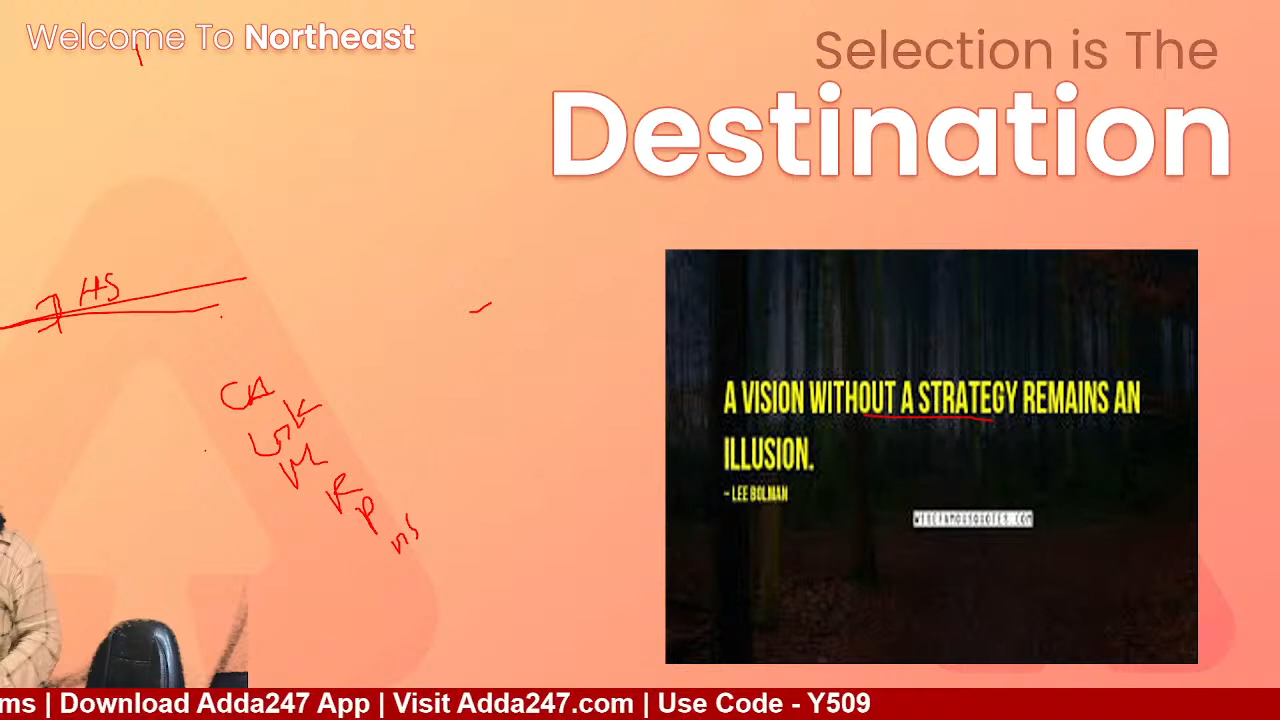 Welcome To Northeast
Selection is The
Destination
HS
CA
A VISION WITHOUT A STRATEGY REMAINS AN
ILLUSION.
- LEE BOLMAN
ms | Download Adda247 App | Visit Adda247.com | Use Code - Y509